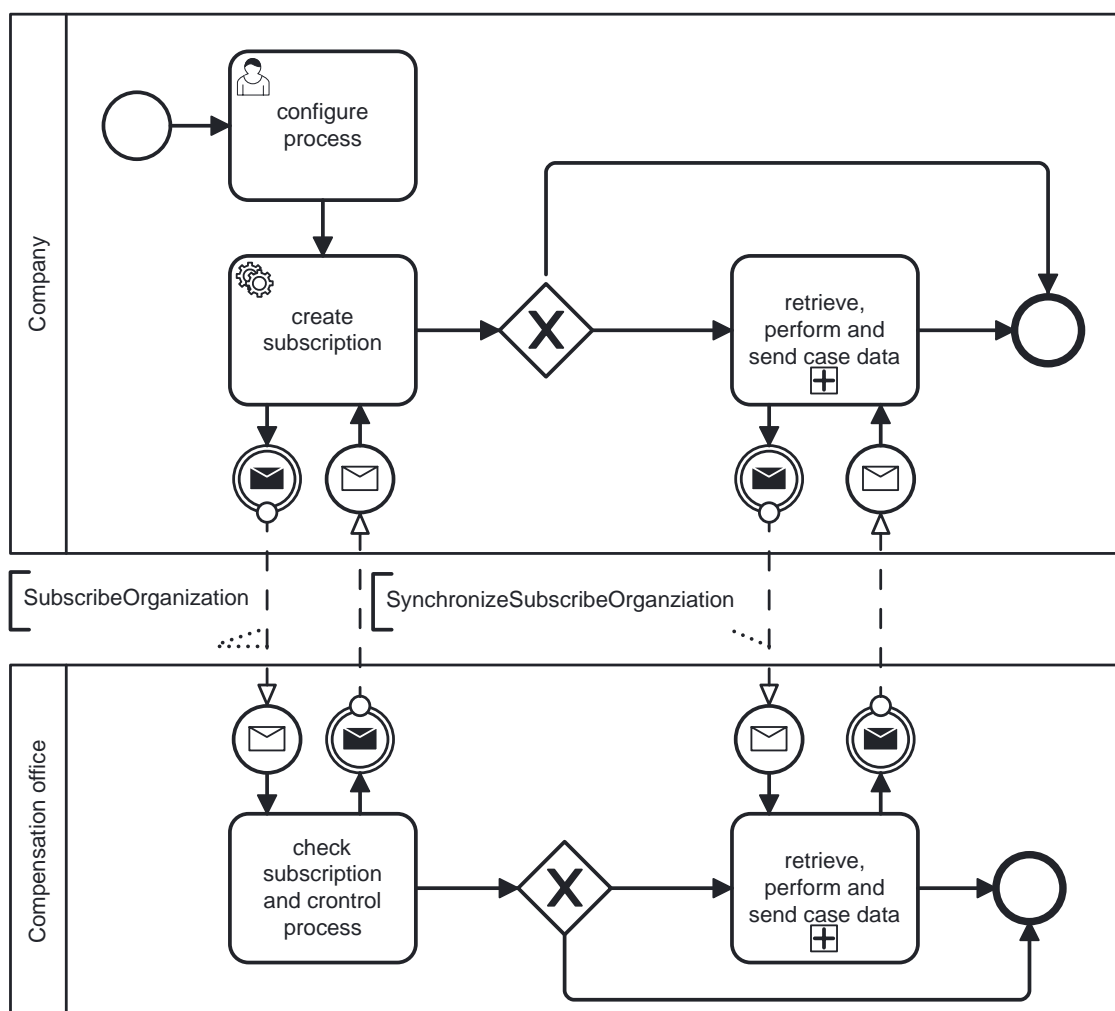 Company
configure
process
create
subscription
retrieve,
perform and
send case data
SubscribeOrganization
SynchronizeSubscribeOrganziation
Compensation office
check
subscription
and crontrol
process
retrieve,
perform and
send case data